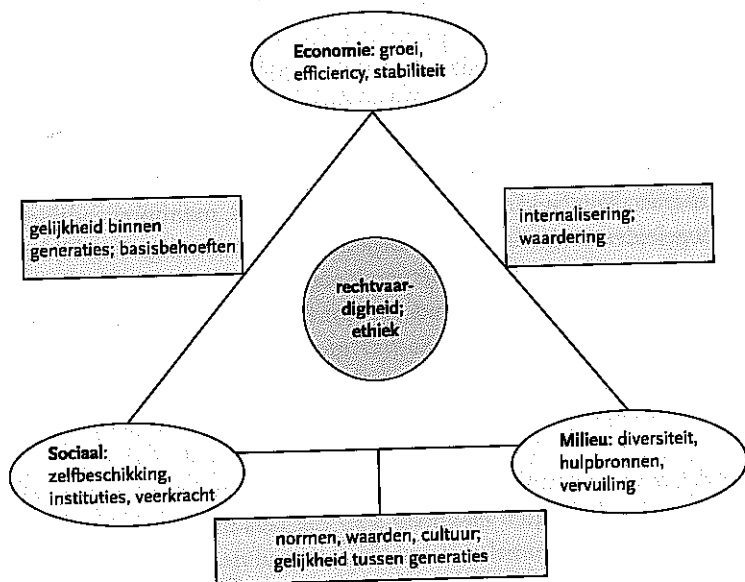 Economie: groei,
efficiency, stabiliteit
gelijkheid binnen
generaties; basisbehoeften
internalisering;
waardering
rechtvaar-
digheid;
ethiek
Sociaal:
zelfbeschikking,
instituties, veerkracht
Milieu: diversiteit,
hulpbronnen,
vervuiling
normen, waarden, cultuur;
gelijkheid tussen generaties